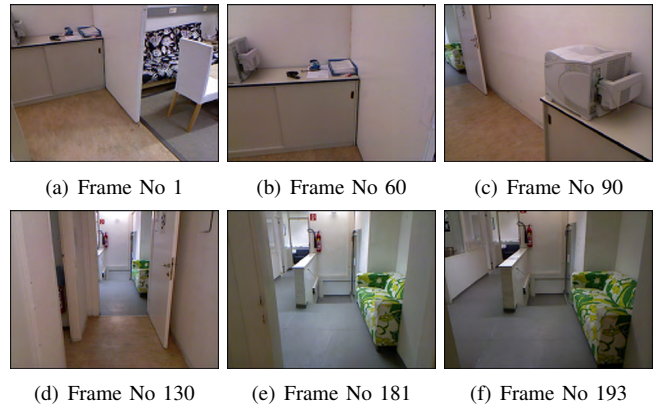 (a) Frame No 1
(b) Frame No 60
(c) Frame No 90
(d) Frame No 130
(e) Frame No 181
(f) Frame No 193